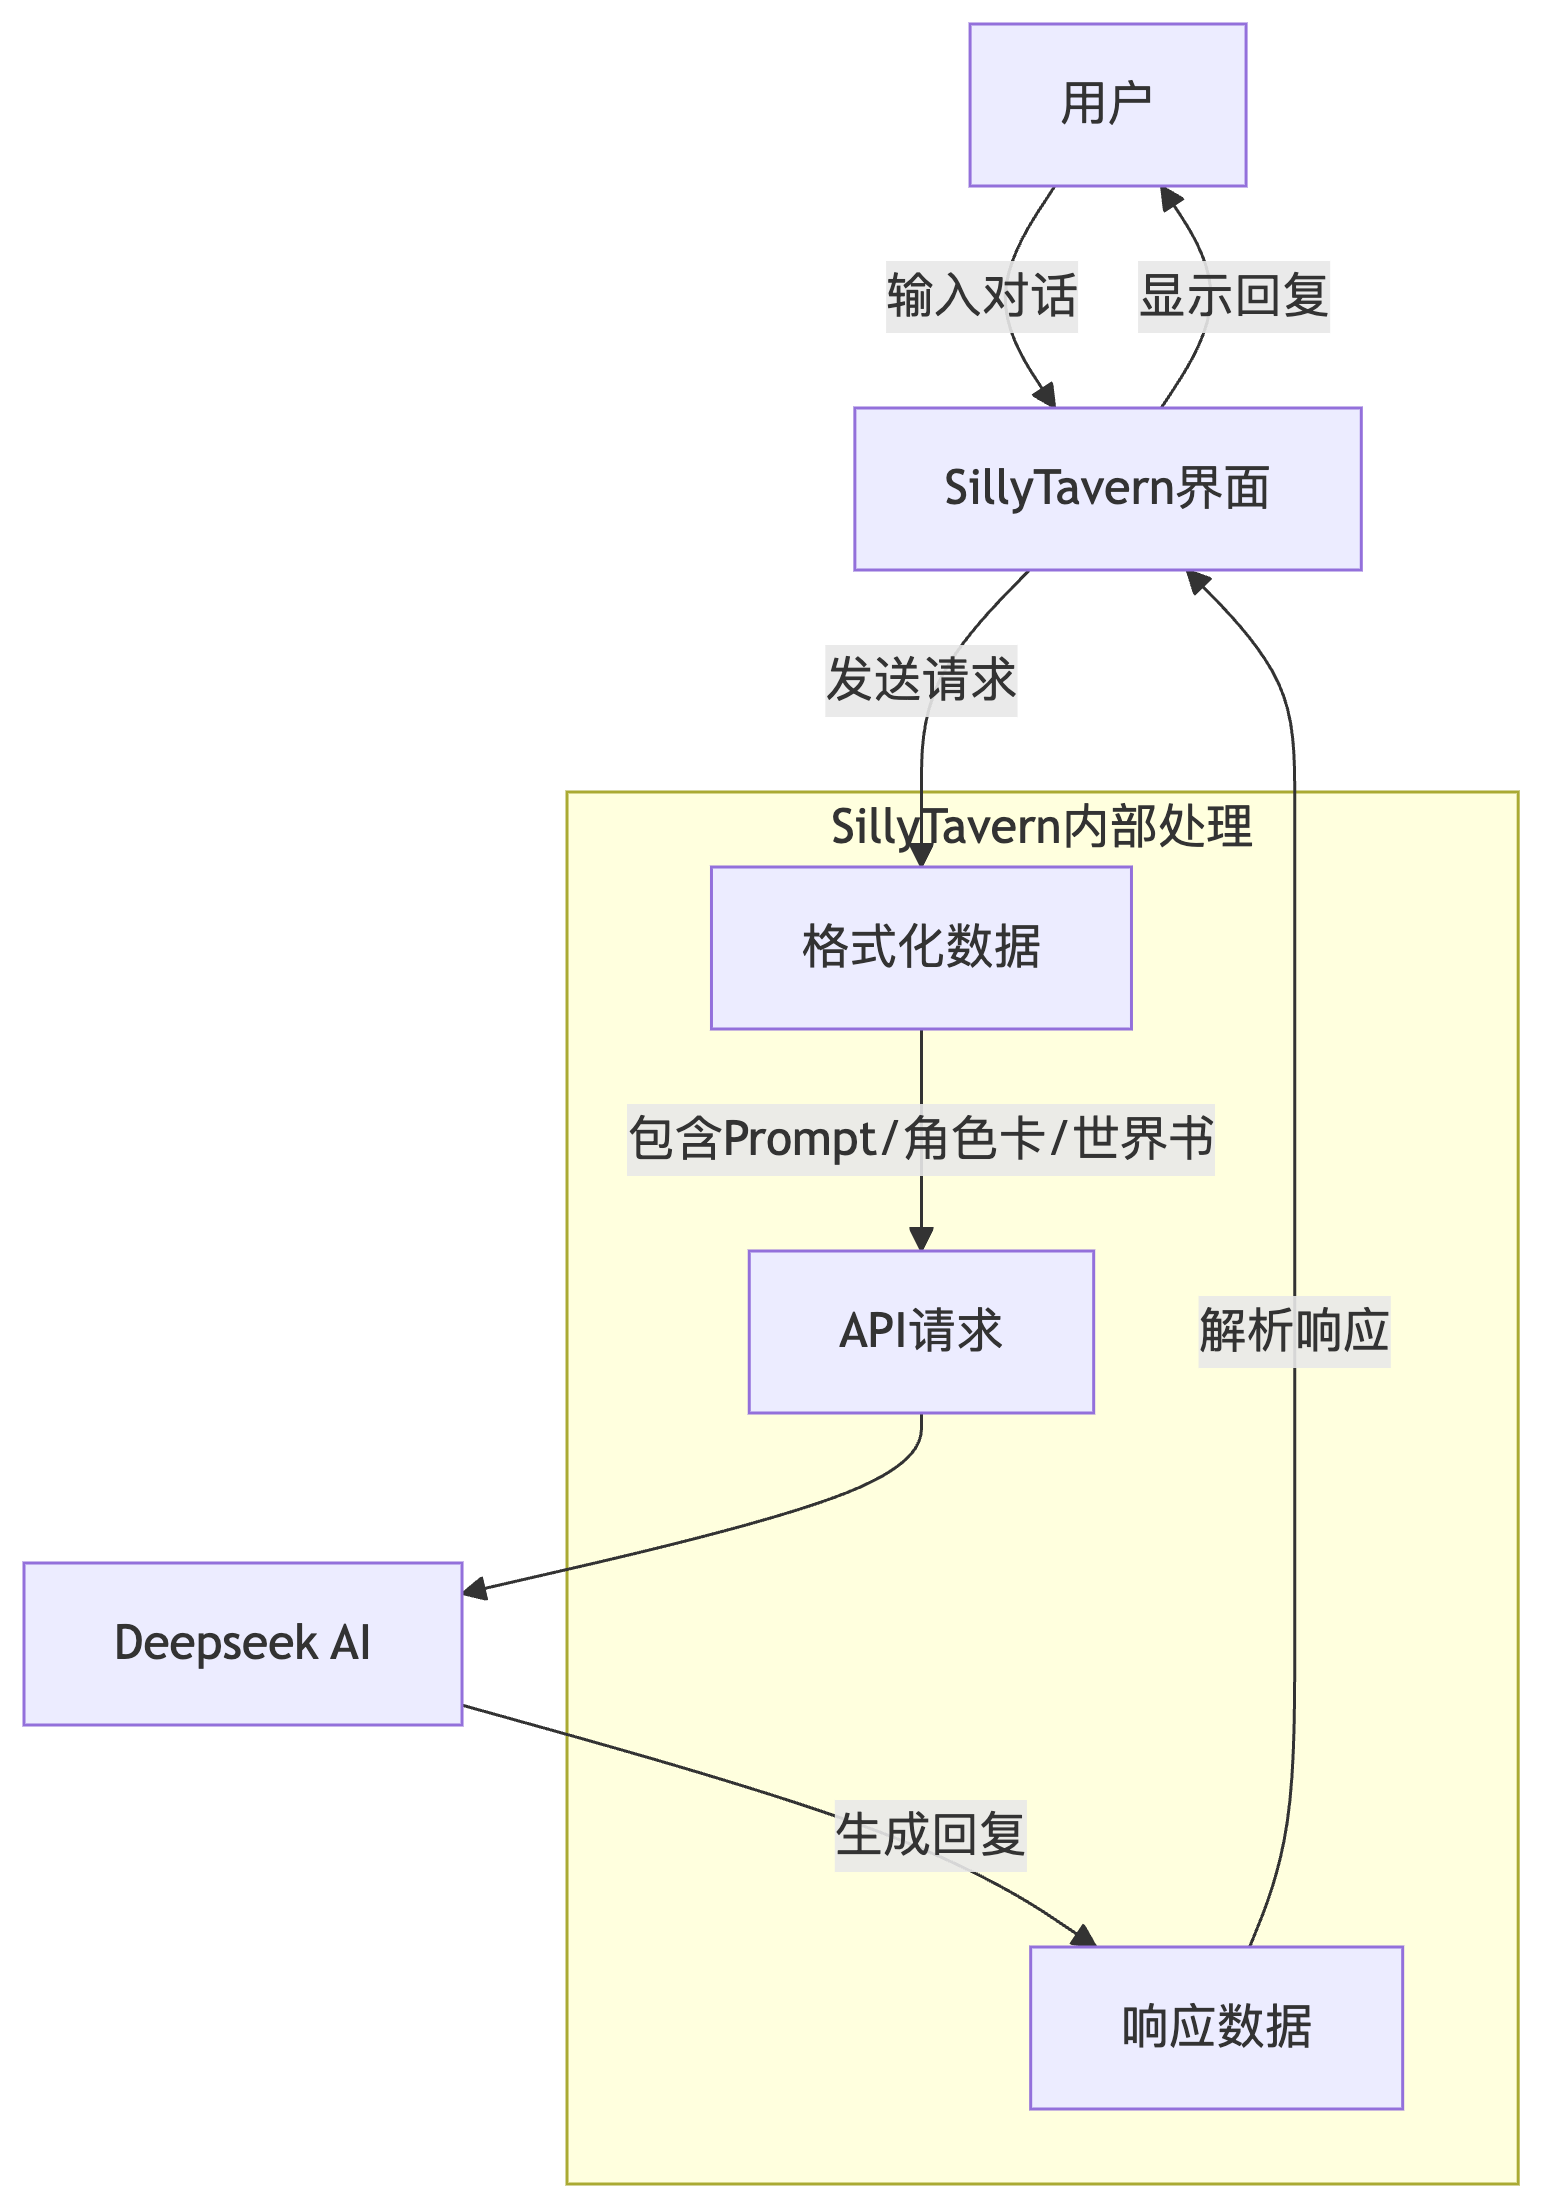 用户
输入对话
显示回复
SillyTavern界面
发送请求
SillyTavern内部处理
格式化数据
包含Prompt/角色卡/世界书
API请求
解析响应
Deepseek AI
生成回复
响应数据